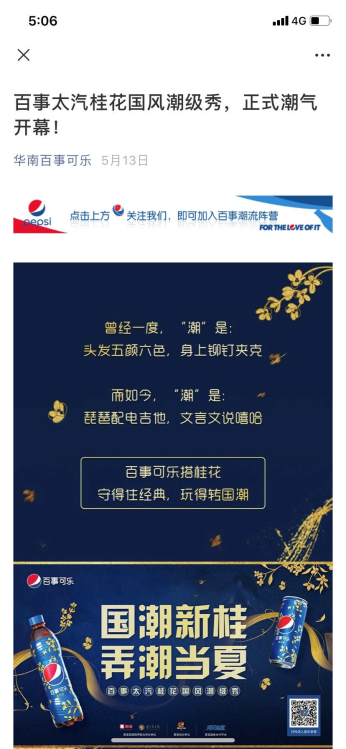 5:06
4G
百事太汽桂花国风潮级秀，正式潮气
开幕！
华南百事可乐 5月13日
pepsi
点击上方 关注我们，即可加入百事潮流阵营
FOR THE LOVE OF IT
曾经一度，“潮”是：
头发五颜六色，身上铆钉夹克
而如今，“潮”是：
琵琶配电吉他，文言文说嘻哈
百事可乐搭桂花
守得住经典，玩得转国潮
百事可乐
国潮新桂
弄潮当夏
百事太汽桂花国风潮级秀